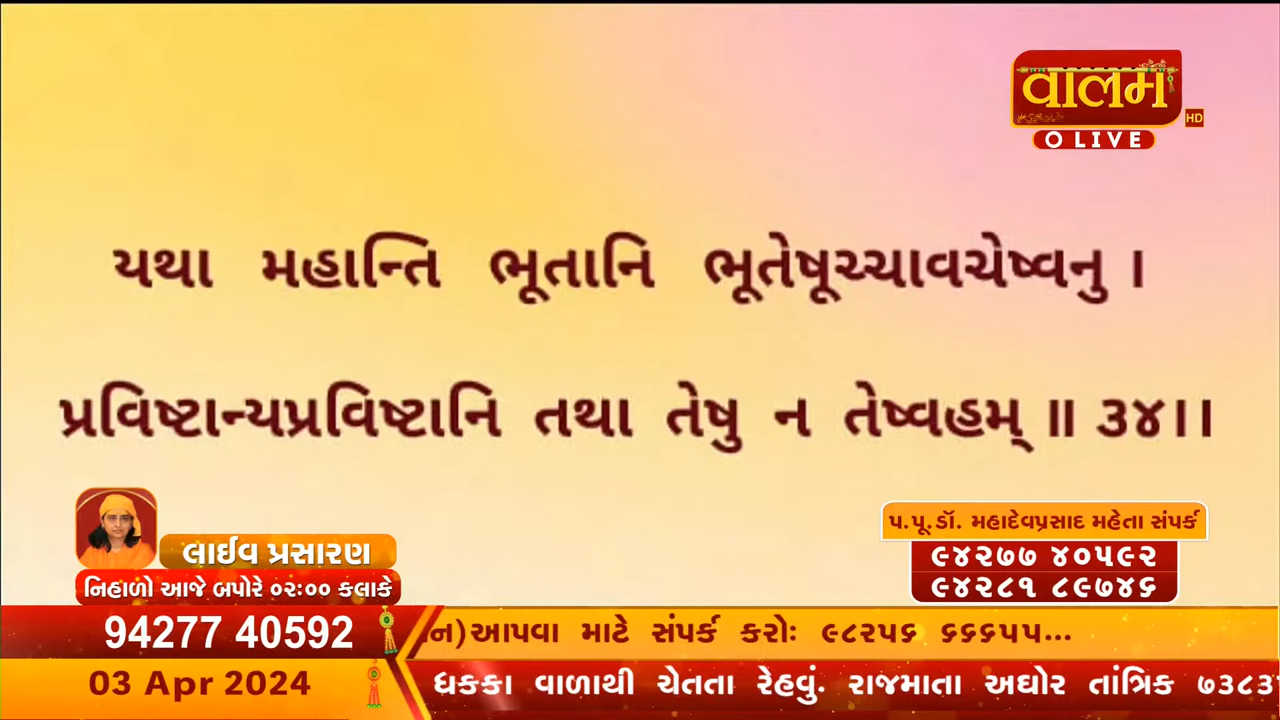 વાલમ
HD
LIVE
યથા મહાન્તિ ભૂતાનિ ભૂતેષૂચ્ચાવચેષ્વનુ ।
પ્રવિષ્ટાન્યપ્રવિષ્ટાનિ તથા તેષુ ન તેષ્વહમ્ ॥ ૩૪।।
લાઈવ પ્રસારણ
નિહાળો આજે બપોરે ૦૨:૦૦ કલાકે
પ.પૂ.ડૉ. મહાદેવપ્રસાદ મહેતા સંપર્ક
૯૪૨૭૭ ૪૦૫૯૨
૯૪૨૮૧ ૮૯૭૪૬
94277 40592
ન)આપવા માટે સંપર્ક કરોઃ ૯૮૨૫૬ ૬૬૬૫૫...
03 Apr 2024
ધકકા વાળાથી ચેતતા રેહવું. રાજમાતા અઘોર તાંત્રિક ૭૩૮૩